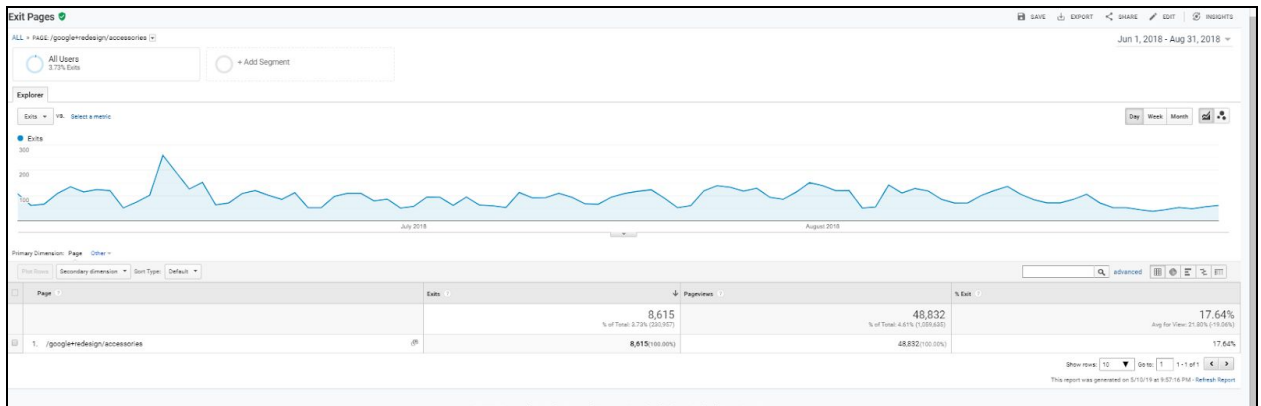 Exit Pages
SAVE EXPORT SHARE EDIT INSIGHTS
ALL » PAGE: /google+redesign/accessories
Jun 1, 2018 - Aug 31, 2018
All Users
3.73% Exits
+ Add Segment
Explorer
Exits VS. Select a metric
Day Week Month
Exits
300
200
100
July 2018
August 2018
Primary Dimension: Page Other
Plot Rows Secondary dimension Sort Type: Default
advanced
Page Exits Pageviews % Exit
8,615 48,832 17.64%
% of Total: 3.73% (230,957) % of Total: 4.61% (1,059,635) Avg for View: 21.80% (-19.06%)
1. /google+redesign/accessories 8,615(100.00%) 48,832(100.00%) 17.64%
Show rows: 10 Go to: 1 1 - 1 of 1
This report was generated on 5/10/19 at 9:57:16 PM - Refresh Report